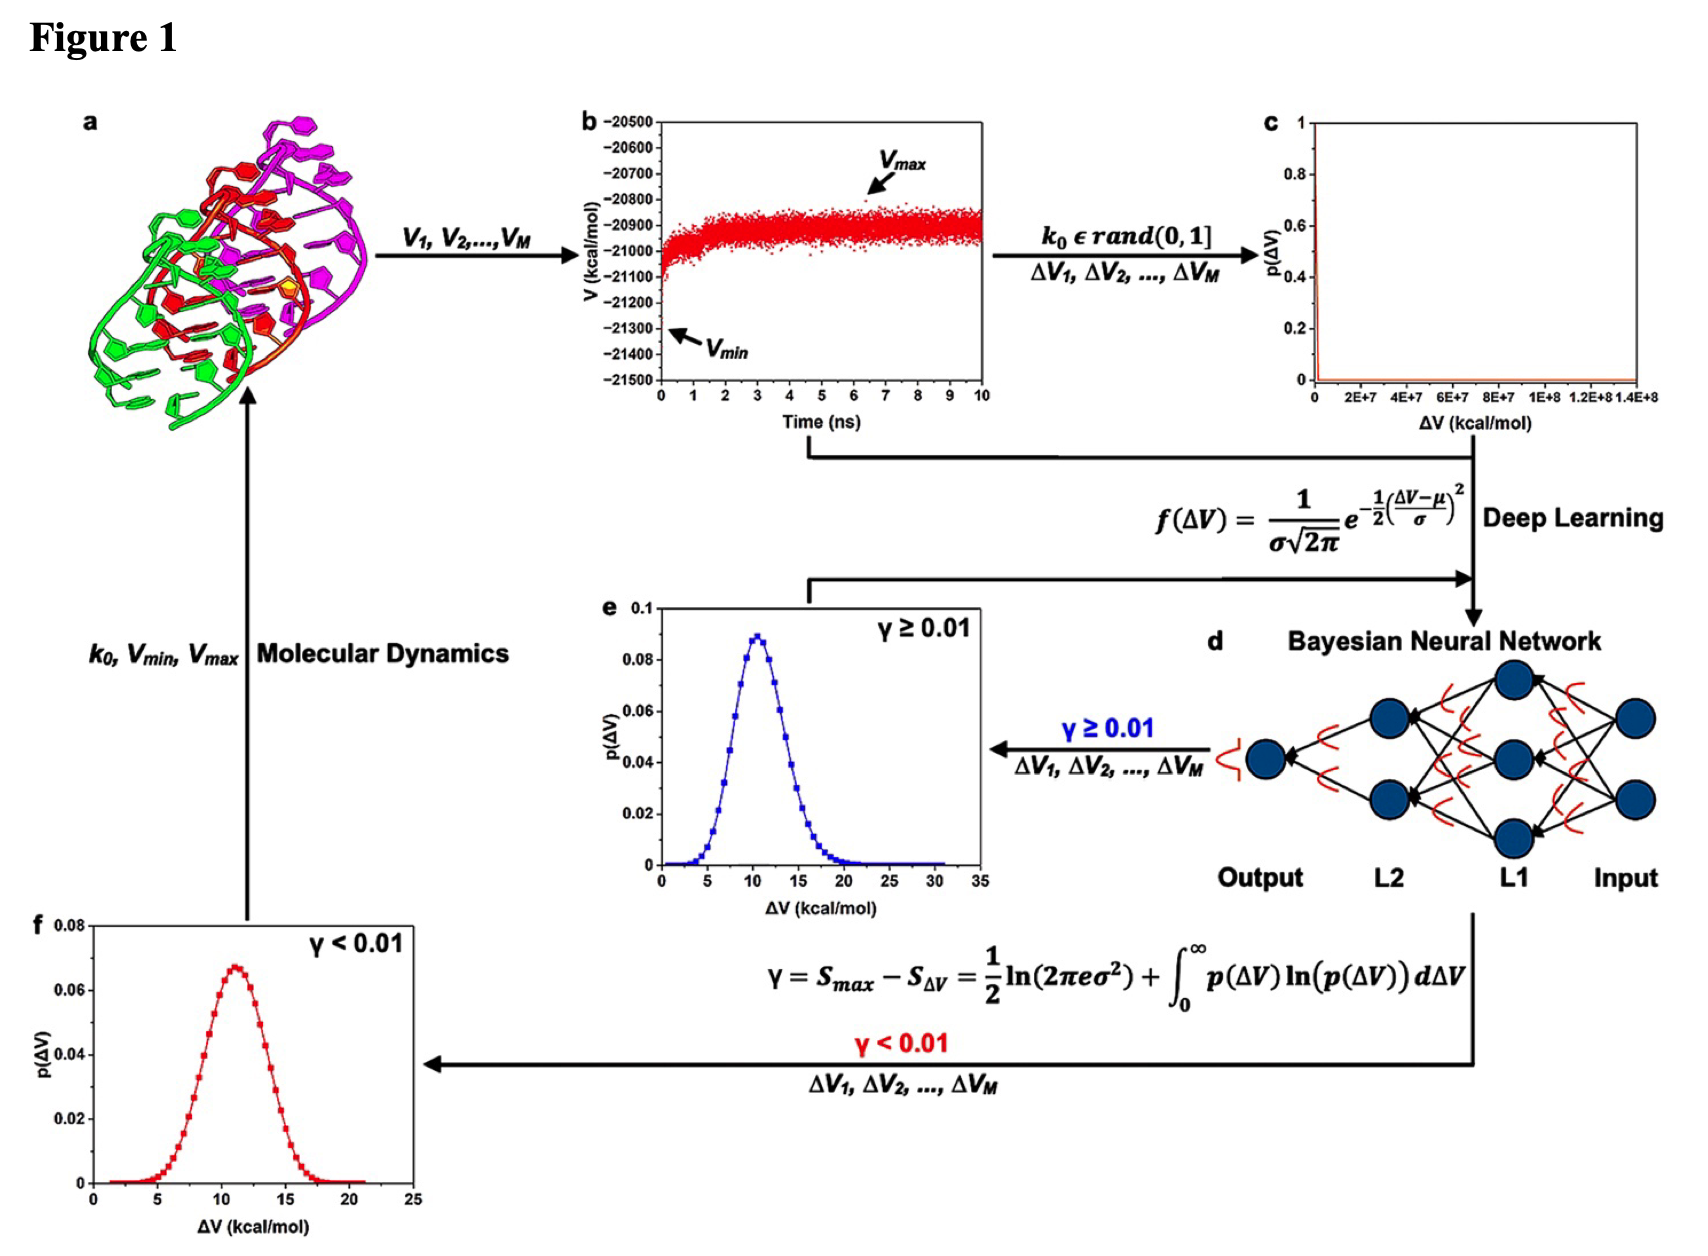 Figure 1
a
V1, V2,...,VM
b
−20500
−20600
−20700
−20800
−20900
−21000
−21100
−21200
−21300
−21400
−21500
V (kcal/mol)
Vmax
Vmin
0 1 2 3 4 5 6 7 8 9 10
Time (ns)
k0 ϵ rand(0, 1]
ΔV1, ΔV2, ..., ΔVM
c
1
0.8
0.6
0.4
0.2
0
p(ΔV)
0 2E+7 4E+7 6E+7 8E+7 1E+8 1.2E+8 1.4E+8
ΔV (kcal/mol)
f(ΔV) = 1/(σ√2π) e^−1/2((ΔV−μ)/σ)^2
Deep Learning
k0, Vmin, Vmax
Molecular Dynamics
e
0.1
0.08
0.06
0.04
0.02
0
p(ΔV)
γ ≥ 0.01
0 5 10 15 20 25 30 35
ΔV (kcal/mol)
γ ≥ 0.01
ΔV1, ΔV2, ..., ΔVM
d
Bayesian Neural Network
Output L2 L1 Input
γ = Smax − SΔV = 1/2 ln(2πeσ²) + ∫₀^∞ p(ΔV) ln(p(ΔV)) dΔV
γ < 0.01
ΔV1, ΔV2, ..., ΔVM
f
0.08
0.06
0.04
0.02
0
p(ΔV)
γ < 0.01
0 5 10 15 20 25
ΔV (kcal/mol)